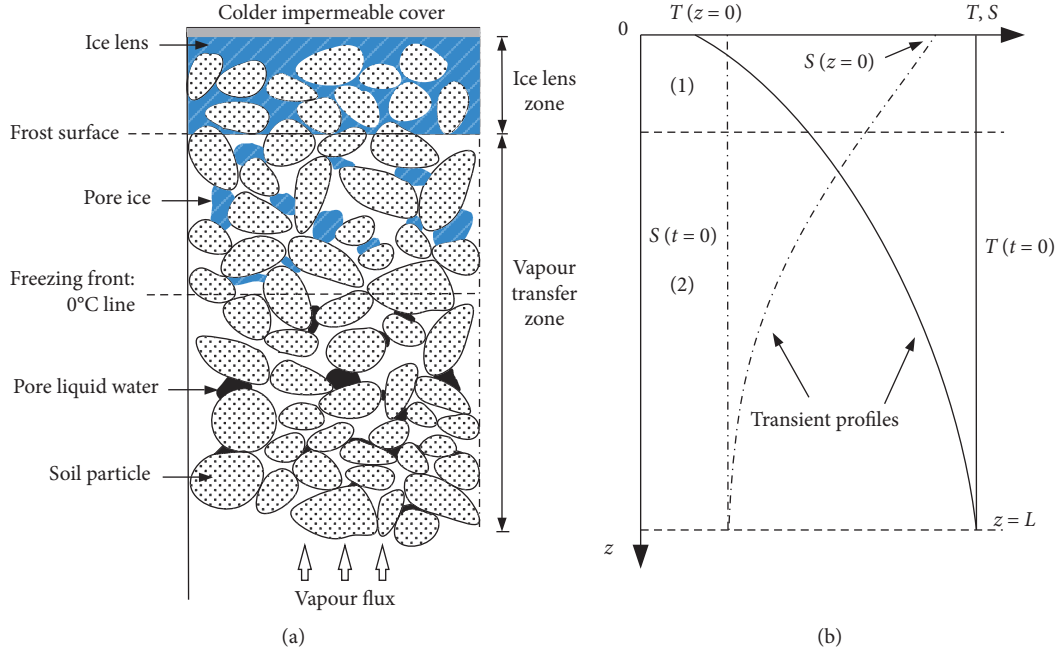 Colder impermeable cover
Ice lens
Ice lens
zone
Frost surface
Pore ice
Freezing front:
0°C line
Vapour
transfer
zone
Pore liquid water
Soil particle
Vapour flux
(a)
T (z = 0)
T, S
0
S (z = 0)
(1)
S (t = 0)
T (t = 0)
(2)
Transient profiles
z = L
z
(b)